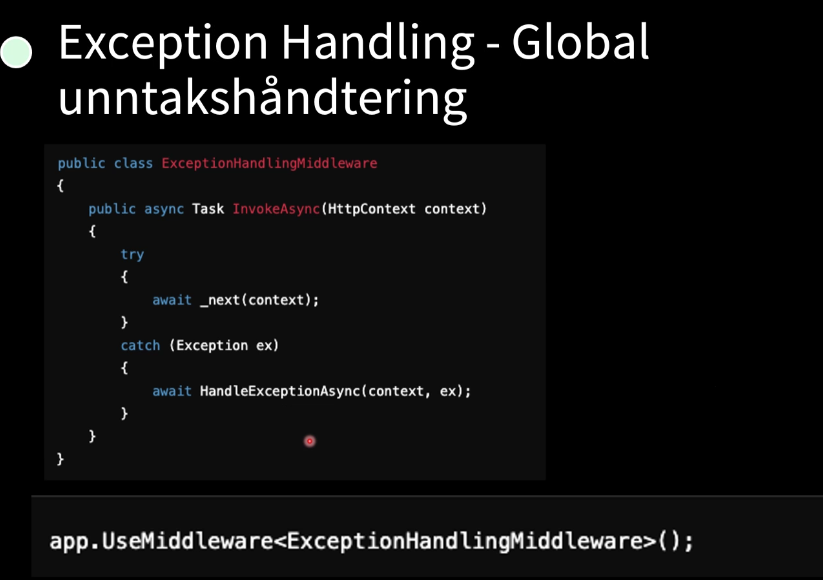 Exception Handling - Global
unntakshåndtering
public class ExceptionHandlingMiddleware
{
    public async Task InvokeAsync(HttpContext context)
    {
        try
        {
            await _next(context);
        }
        catch (Exception ex)
        {
            await HandleExceptionAsync(context, ex);
        }
    }
}
app.UseMiddleware<ExceptionHandlingMiddleware>();